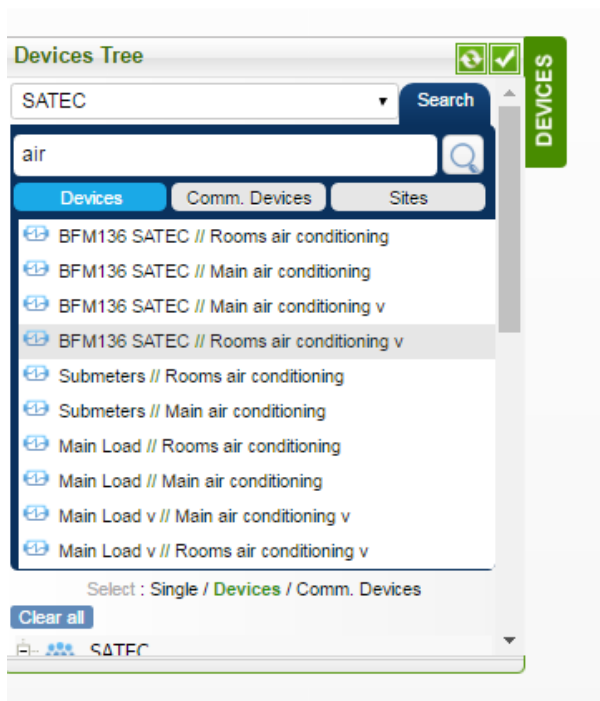 Devices Tree
DEVICES
SATEC
Search
air
Devices Comm. Devices Sites
BFM136 SATEC // Rooms air conditioning
BFM136 SATEC // Main air conditioning
BFM136 SATEC // Main air conditioning v
BFM136 SATEC // Rooms air conditioning v
Submeters // Rooms air conditioning
Submeters // Main air conditioning
Main Load // Rooms air conditioning
Main Load // Main air conditioning
Main Load v // Main air conditioning v
Main Load v // Rooms air conditioning v
Select : Single / Devices / Comm. Devices
Clear all
SATEC